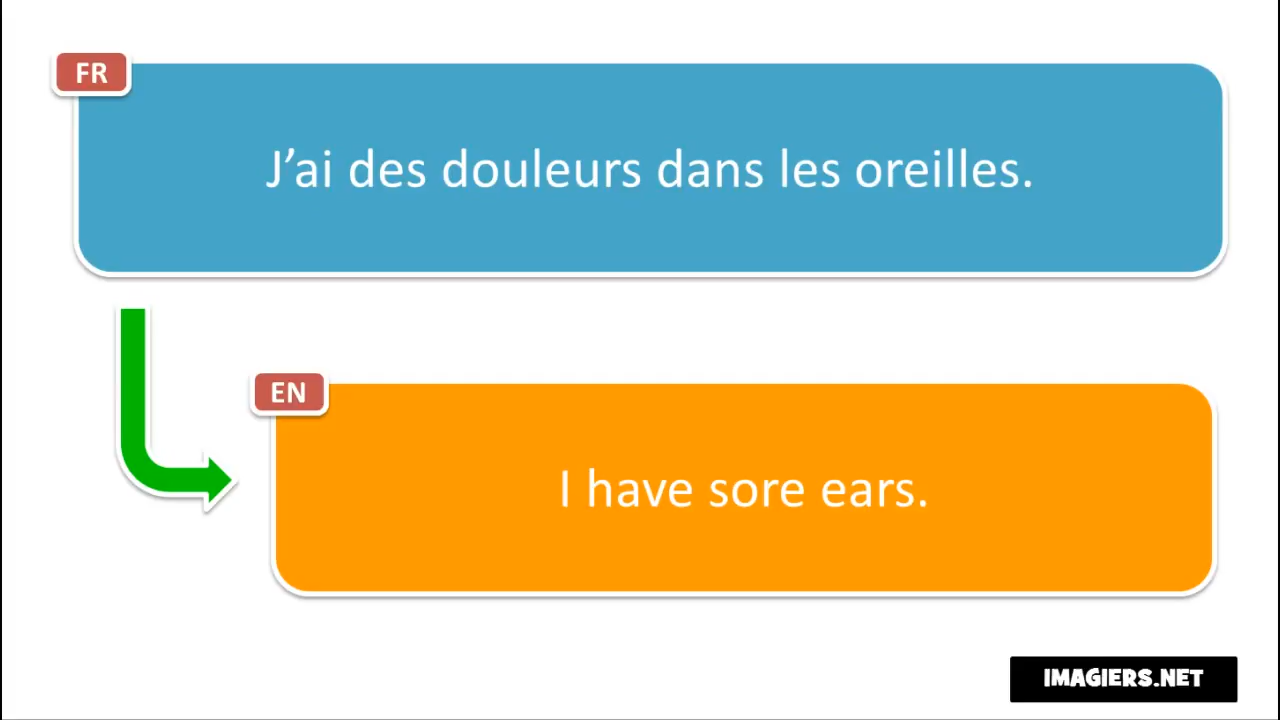 FR
J’ai des douleurs dans les oreilles.
EN
I have sore ears.
IMAGIERS.NET